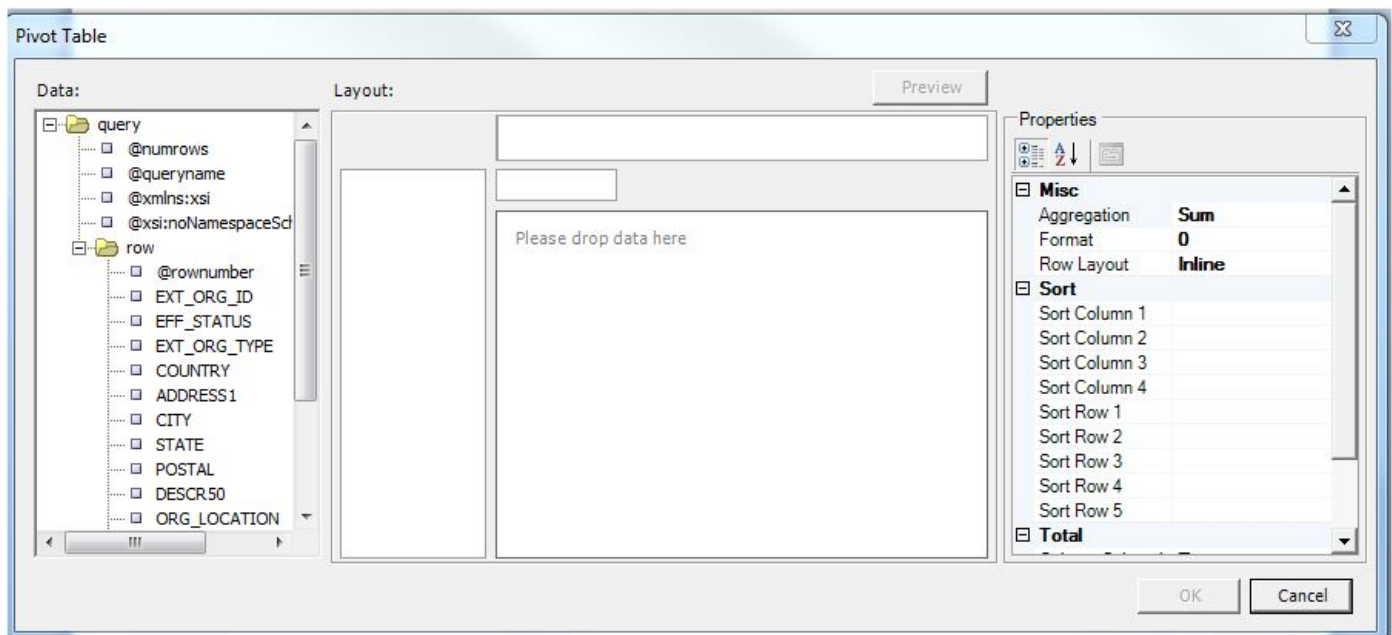 Pivot Table
Data:
query
@numrows
@queryname
@xmlns:xsi
@xsi:noNamespaceSch
row
@rownumber
EXT_ORG_ID
EFF_STATUS
EXT_ORG_TYPE
COUNTRY
ADDRESS1
CITY
STATE
POSTAL
DESCR50
ORG_LOCATION
Layout:
Preview
Please drop data here
Properties
Misc
Aggregation Sum
Format 0
Row Layout Inline
Sort
Sort Column 1
Sort Column 2
Sort Column 3
Sort Column 4
Sort Row 1
Sort Row 2
Sort Row 3
Sort Row 4
Sort Row 5
Total
OK Cancel